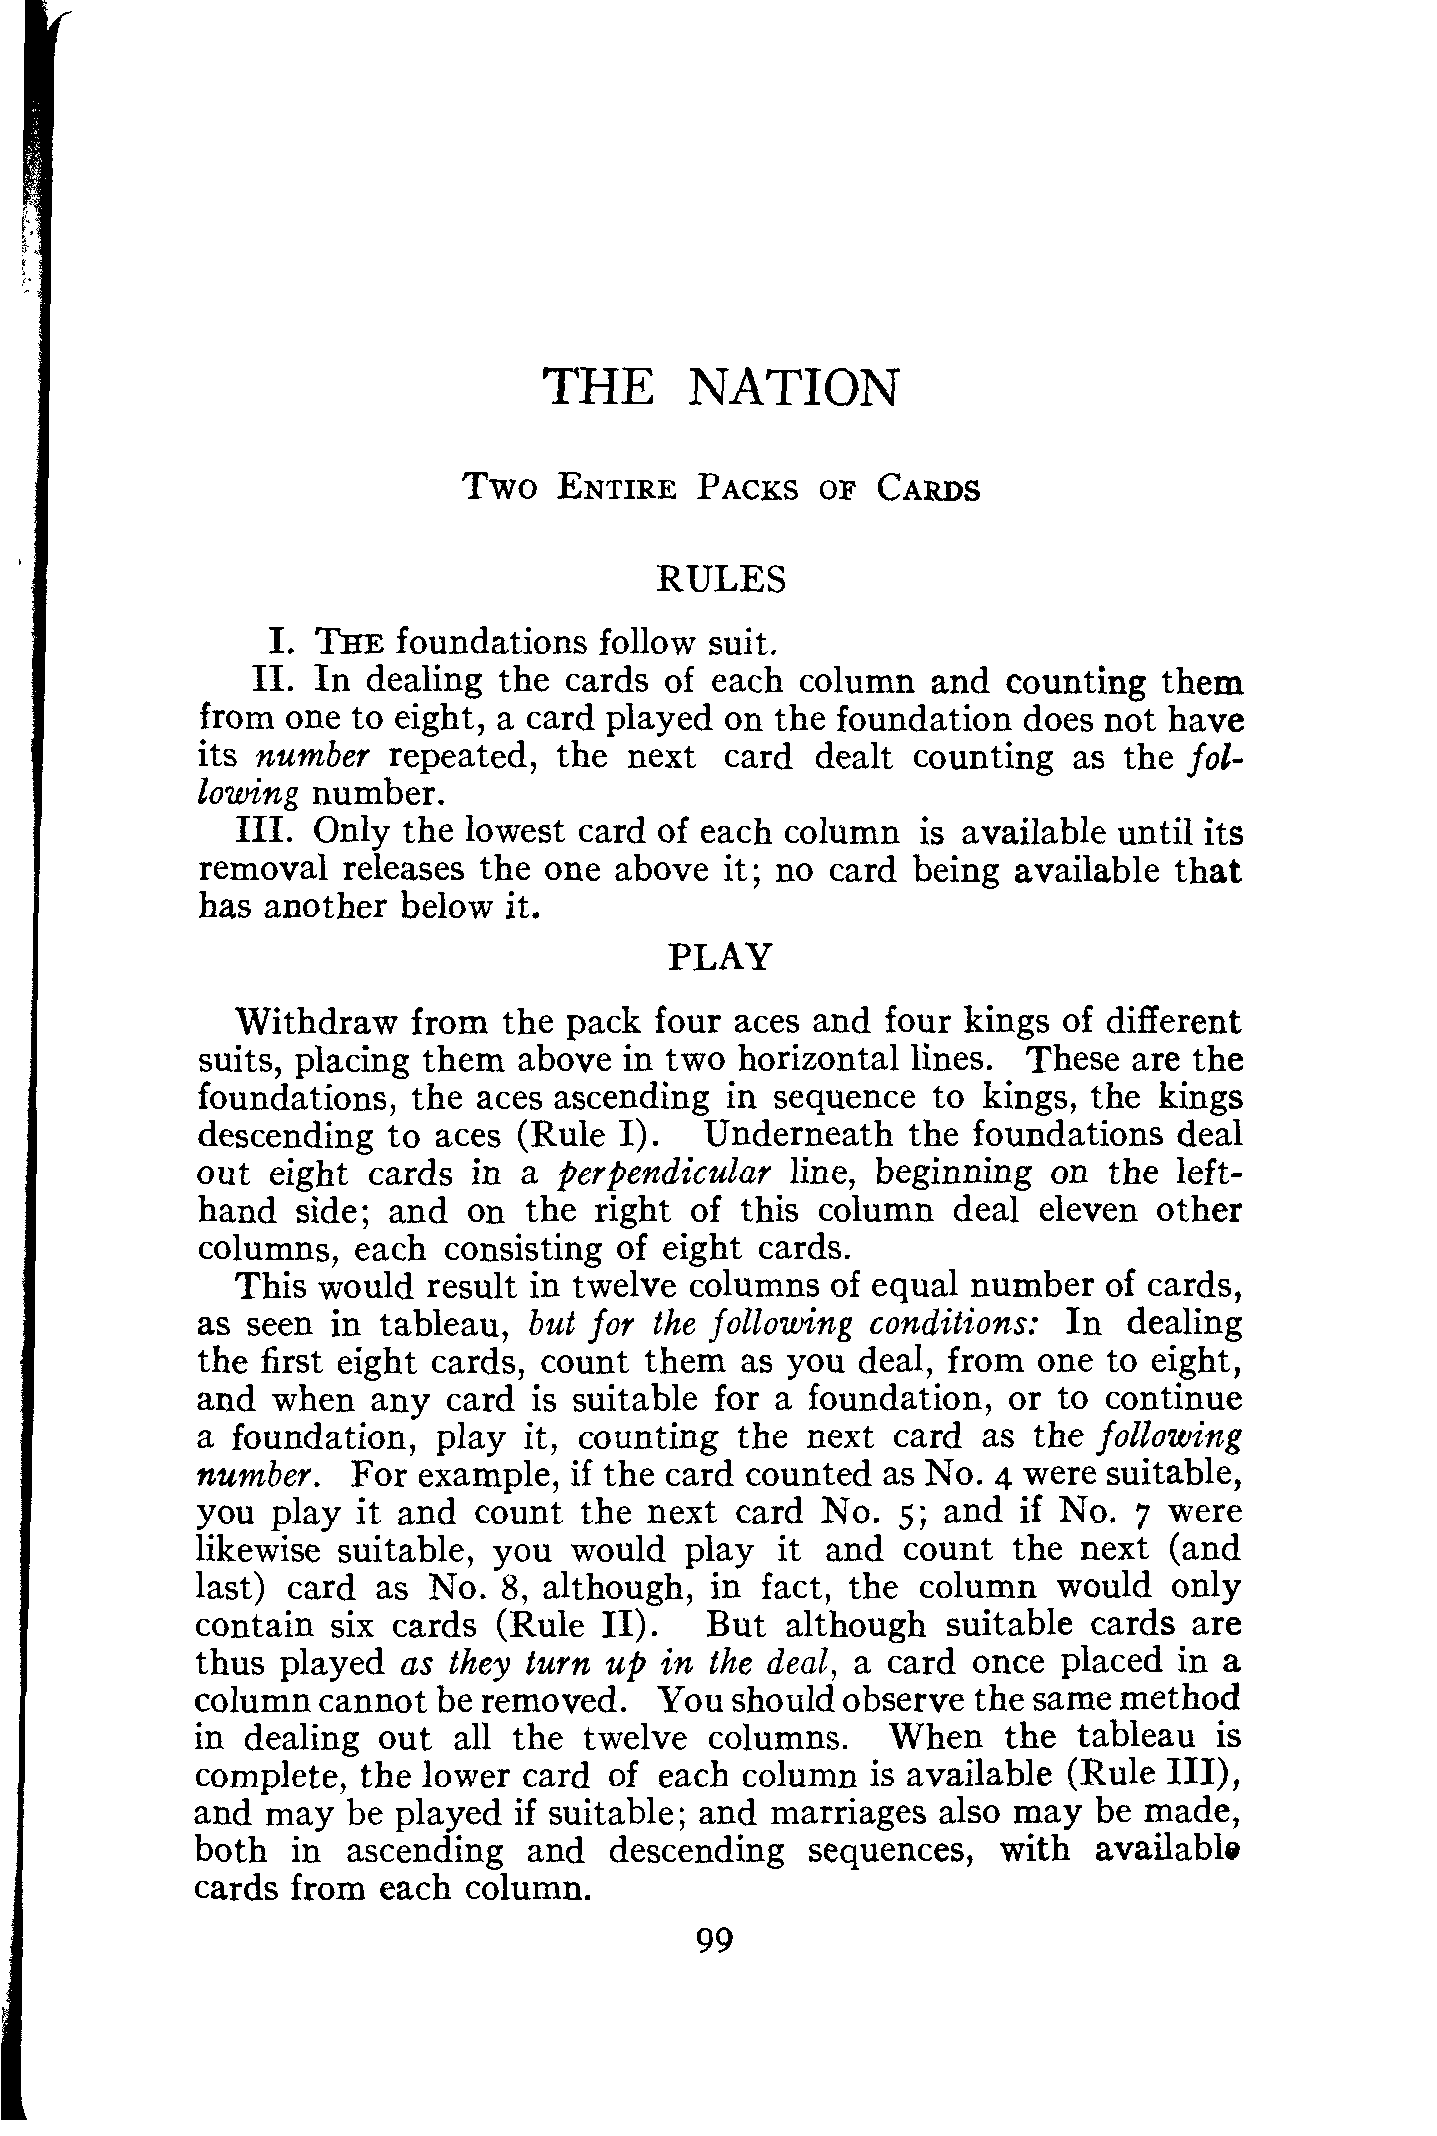 THE NATION
Two Entire Packs of Cards
RULES
I. The foundations follow suit.
II. In dealing the cards of each column and counting them
from one to eight, a card played on the foundation does not have
its number repeated, the next card dealt counting as the fol-
lowing number.
III. Only the lowest card of each column is available until its
removal releases the one above it; no card being available that
has another below it.
PLAY
Withdraw from the pack four aces and four kings of different
suits, placing them above in two horizontal lines. These are the
foundations, the aces ascending in sequence to kings, the kings
descending to aces (Rule I). Underneath the foundations deal
out eight cards in a perpendicular line, beginning on the left-
hand side; and on the right of this column deal eleven other
columns, each consisting of eight cards.
This would result in twelve columns of equal number of cards,
as seen in tableau, but for the following conditions: In dealing
the first eight cards, count them as you deal, from one to eight,
and when any card is suitable for a foundation, or to continue
a foundation, play it, counting the next card as the following
number. For example, if the card counted as No. 4 were suitable,
you play it and count the next card No. 5; and if No. 7 were
likewise suitable, you would play it and count the next (and
last) card as No. 8, although, in fact, the column would only
contain six cards (Rule II). But although suitable cards are
thus played as they turn up in the deal, a card once placed in a
column cannot be removed. You should observe the same method
in dealing out all the twelve columns. When the tableau is
complete, the lower card of each column is available (Rule III),
and may be played if suitable; and marriages also may be made,
both in ascending and descending sequences, with available
cards from each column.
99